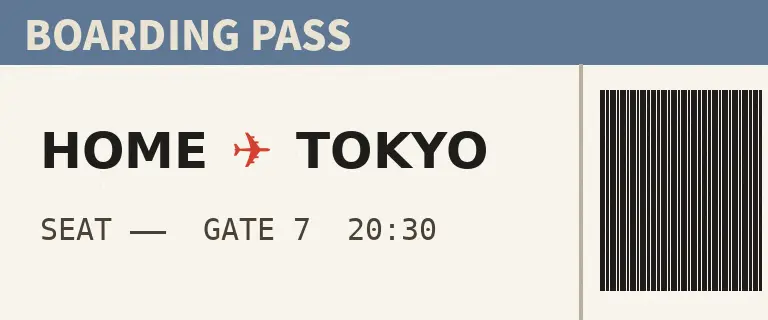 BOARDING PASS
HOME ✈ TOKYO
SEAT —— GATE 7 20:30